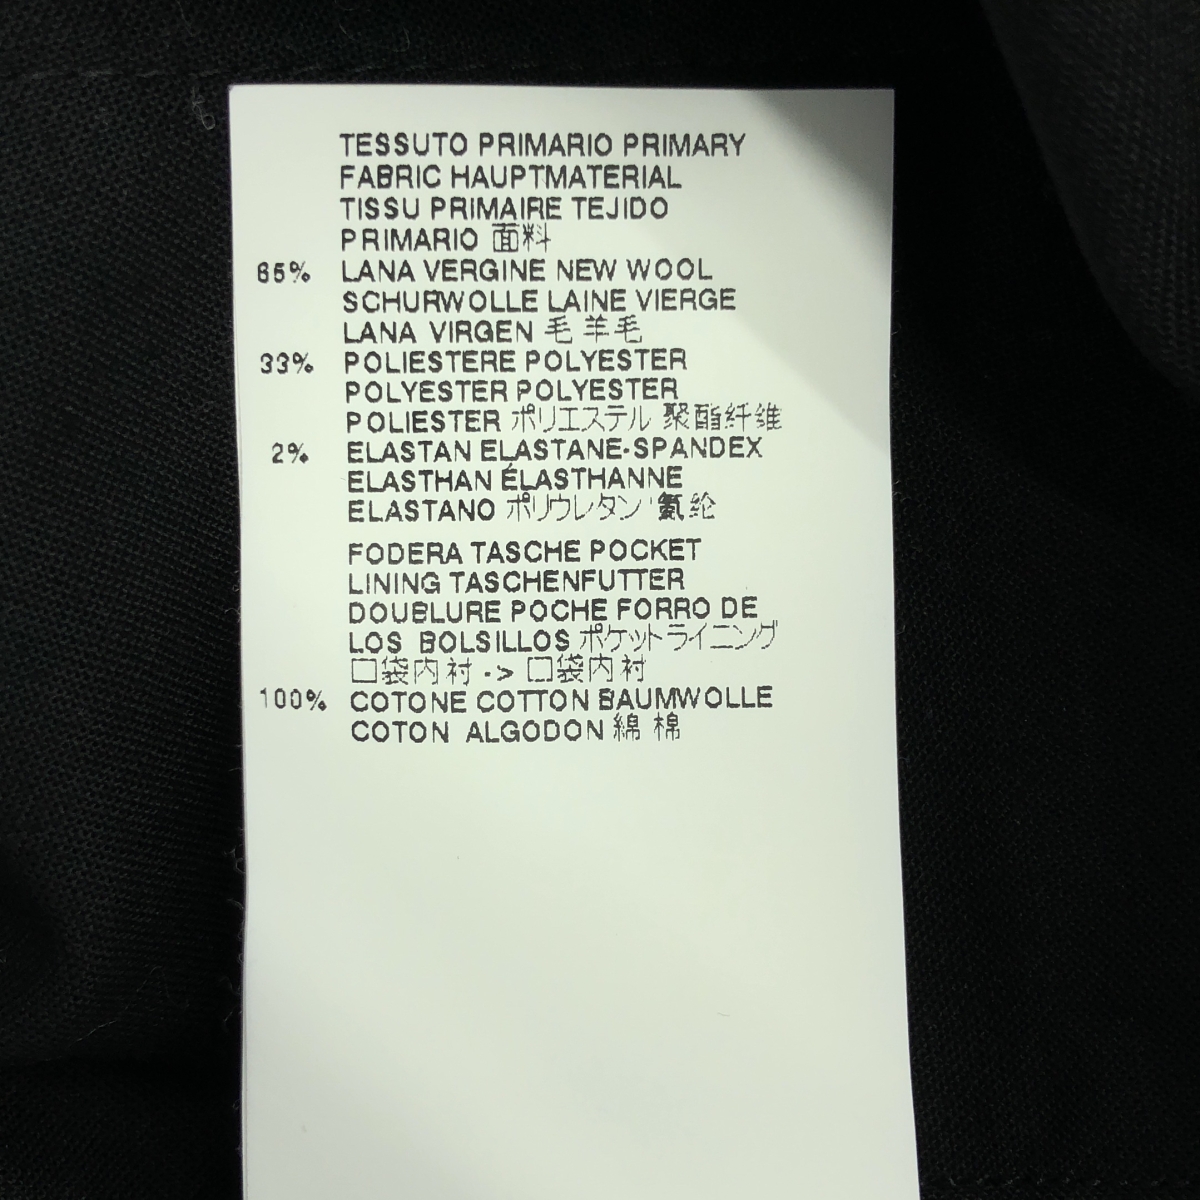 TESSUTO PRIMARIO PRIMARY
FABRIC HAUPTMATERIAL
TISSU PRIMAIRE TEJIDO
PRIMARIO 面料
65% LANA VERGINE NEW WOOL
SCHURWOLLE LAINE VIERGE
LANA VIRGEN 毛 羊毛
33% POLIESTERE POLYESTER
POLYESTER POLYESTER
POLIESTER ポリエステル 聚酯纤维
2% ELASTAN ELASTANE-SPANDEX
ELASTHAN ÉLASTHANNE
ELASTANO ポリウレタン '氨纶
FODERA TASCHE POCKET
LINING TASCHENFUTTER
DOUBLURE POCHE FORRO DE
LOS BOLSILLOS ポケットライニング
口袋内衬 -> 口袋内衬
100% COTONE COTTON BAUMWOLLE
COTON ALGODON 綿 棉